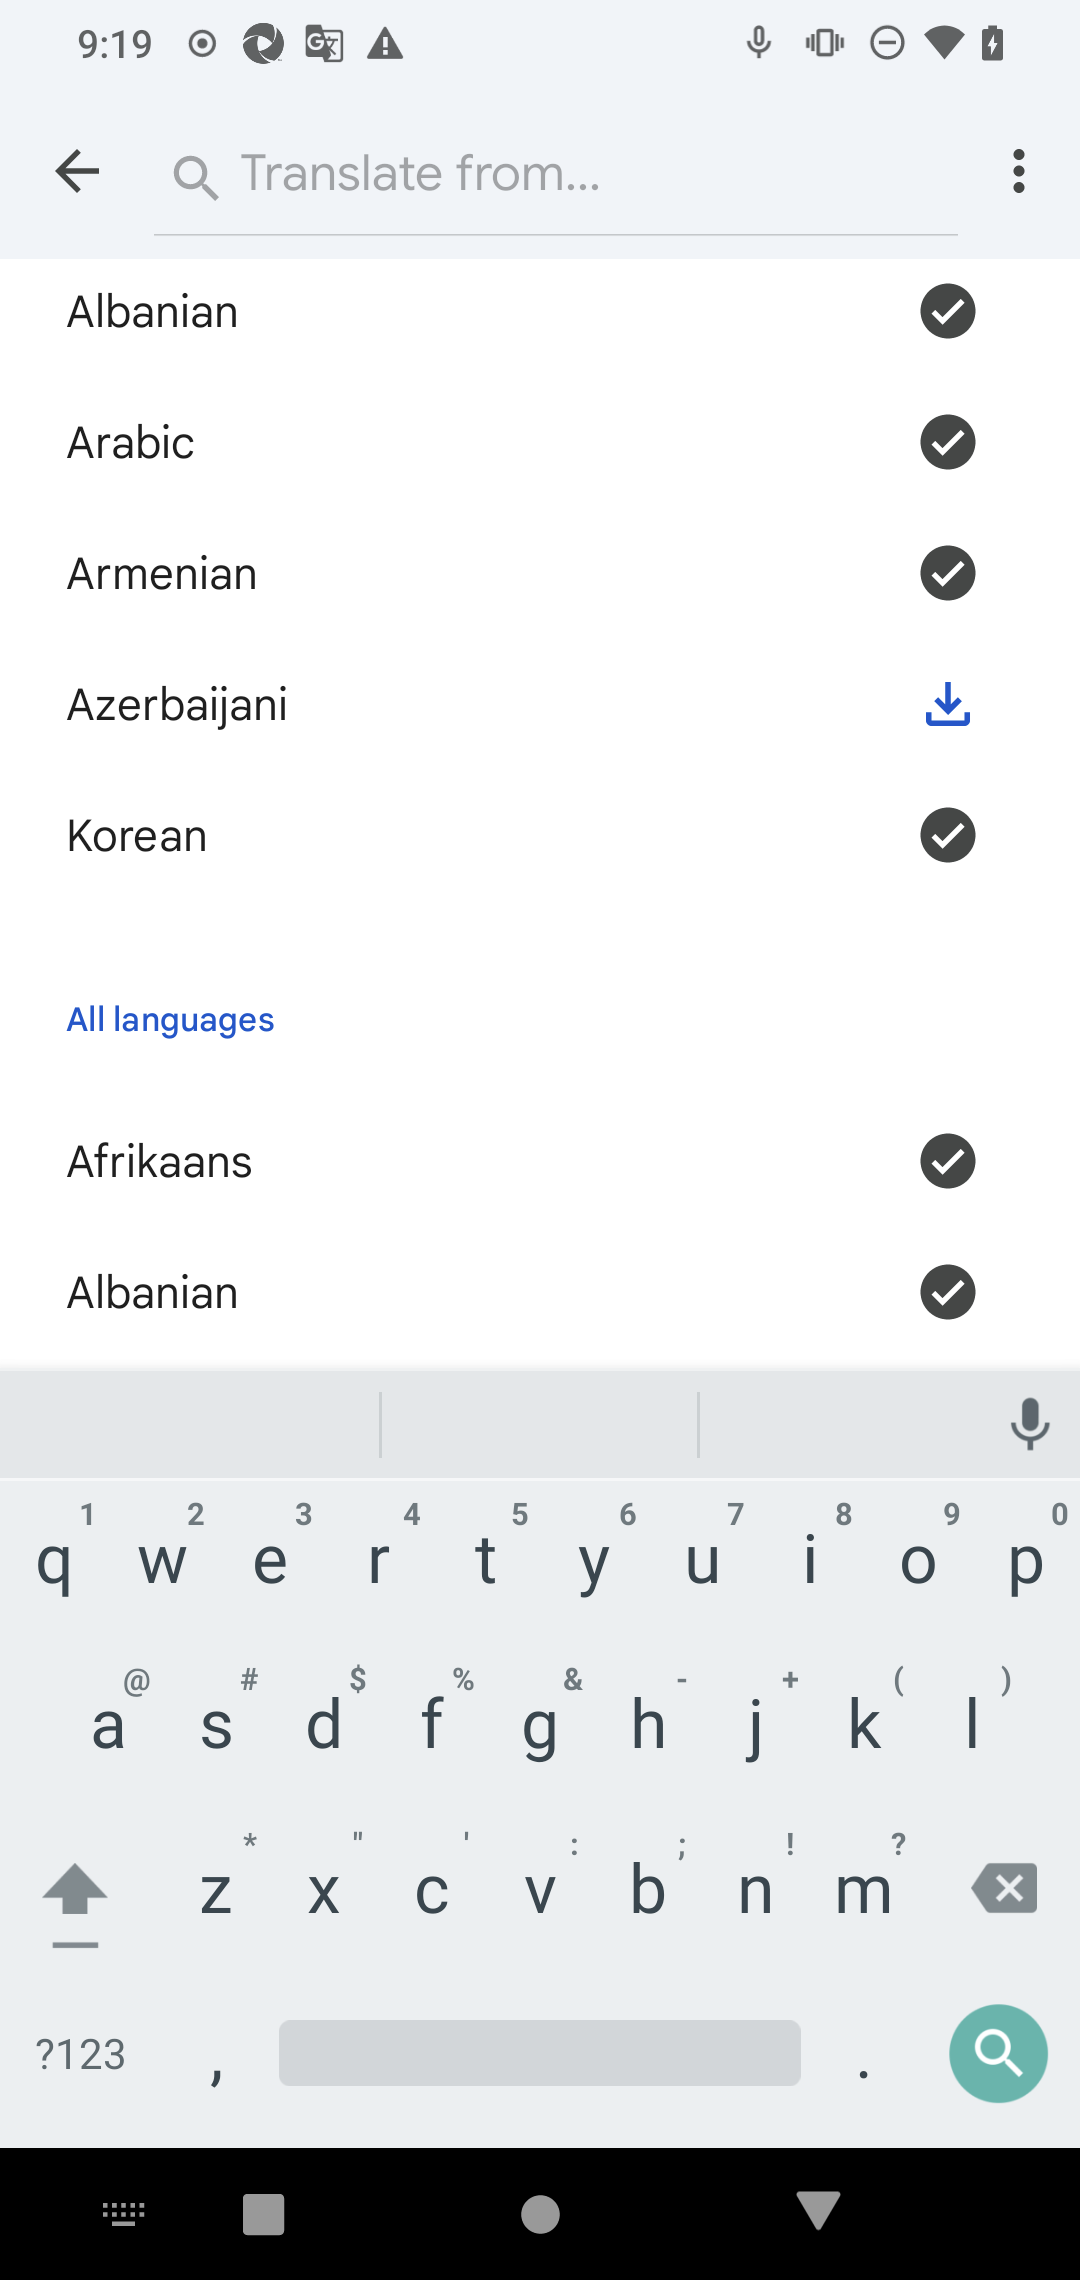 9:19
Translate from...
Albanian
Arabic
Armenian
Azerbaijani
Korean
All languages
Afrikaans
Albanian
1 2 3 4 5 6 7 8 9 0
q w e r t y u i o p
@ # $ % & - + ( )
a s d f g h j k l
* " ' : ; ! ?
z x c v b n m
?123 , .